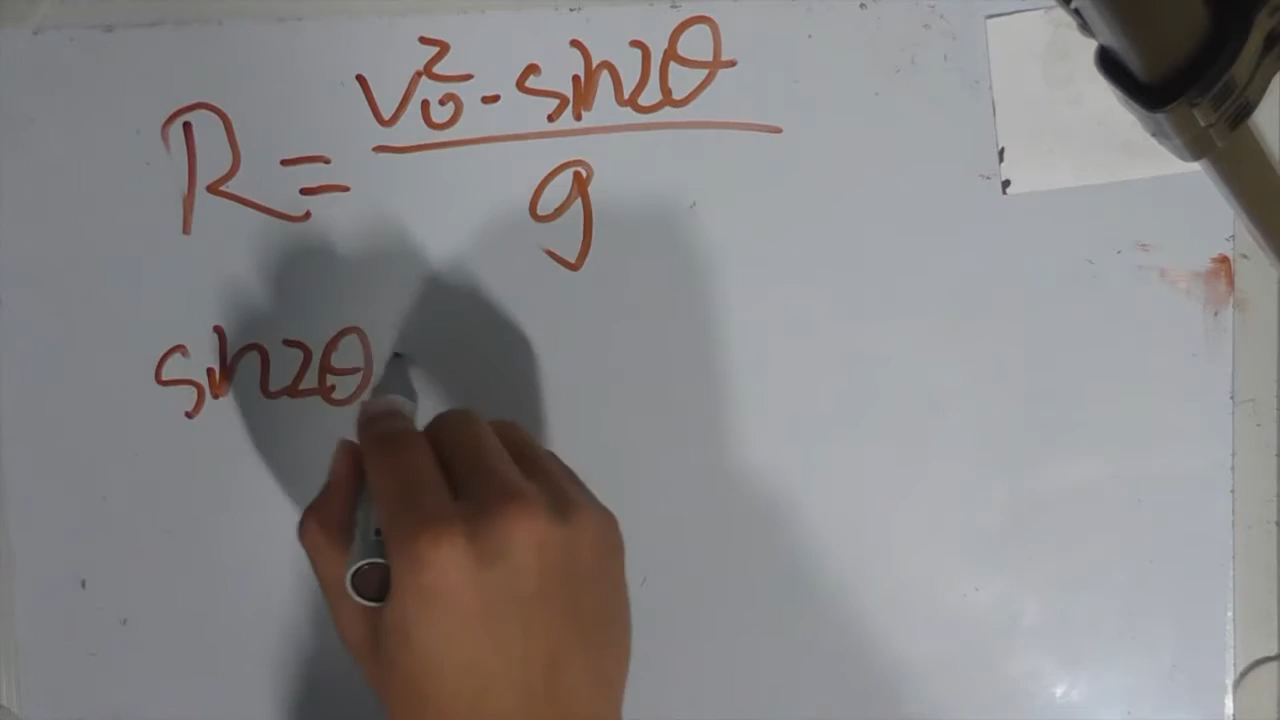 R = v₀² · sin2θ / g
sin2θ